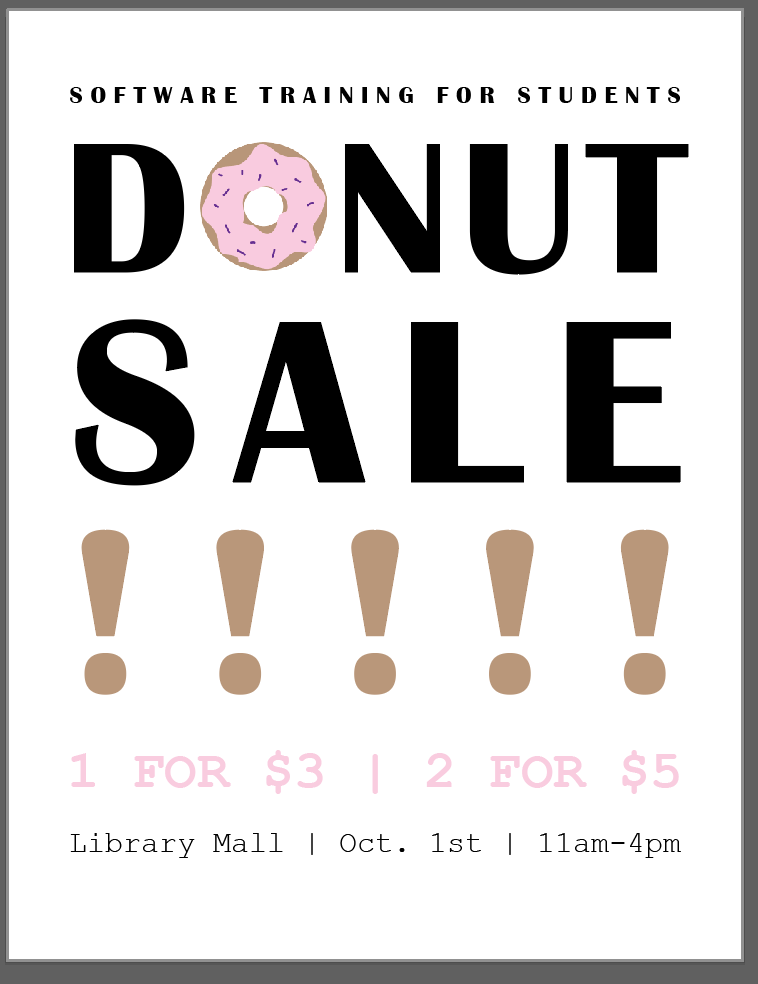 SOFTWARE TRAINING FOR STUDENTS
DONUT
SALE
! ! ! ! !
1 FOR $3 | 2 FOR $5
Library Mall | Oct. 1st | 11am-4pm